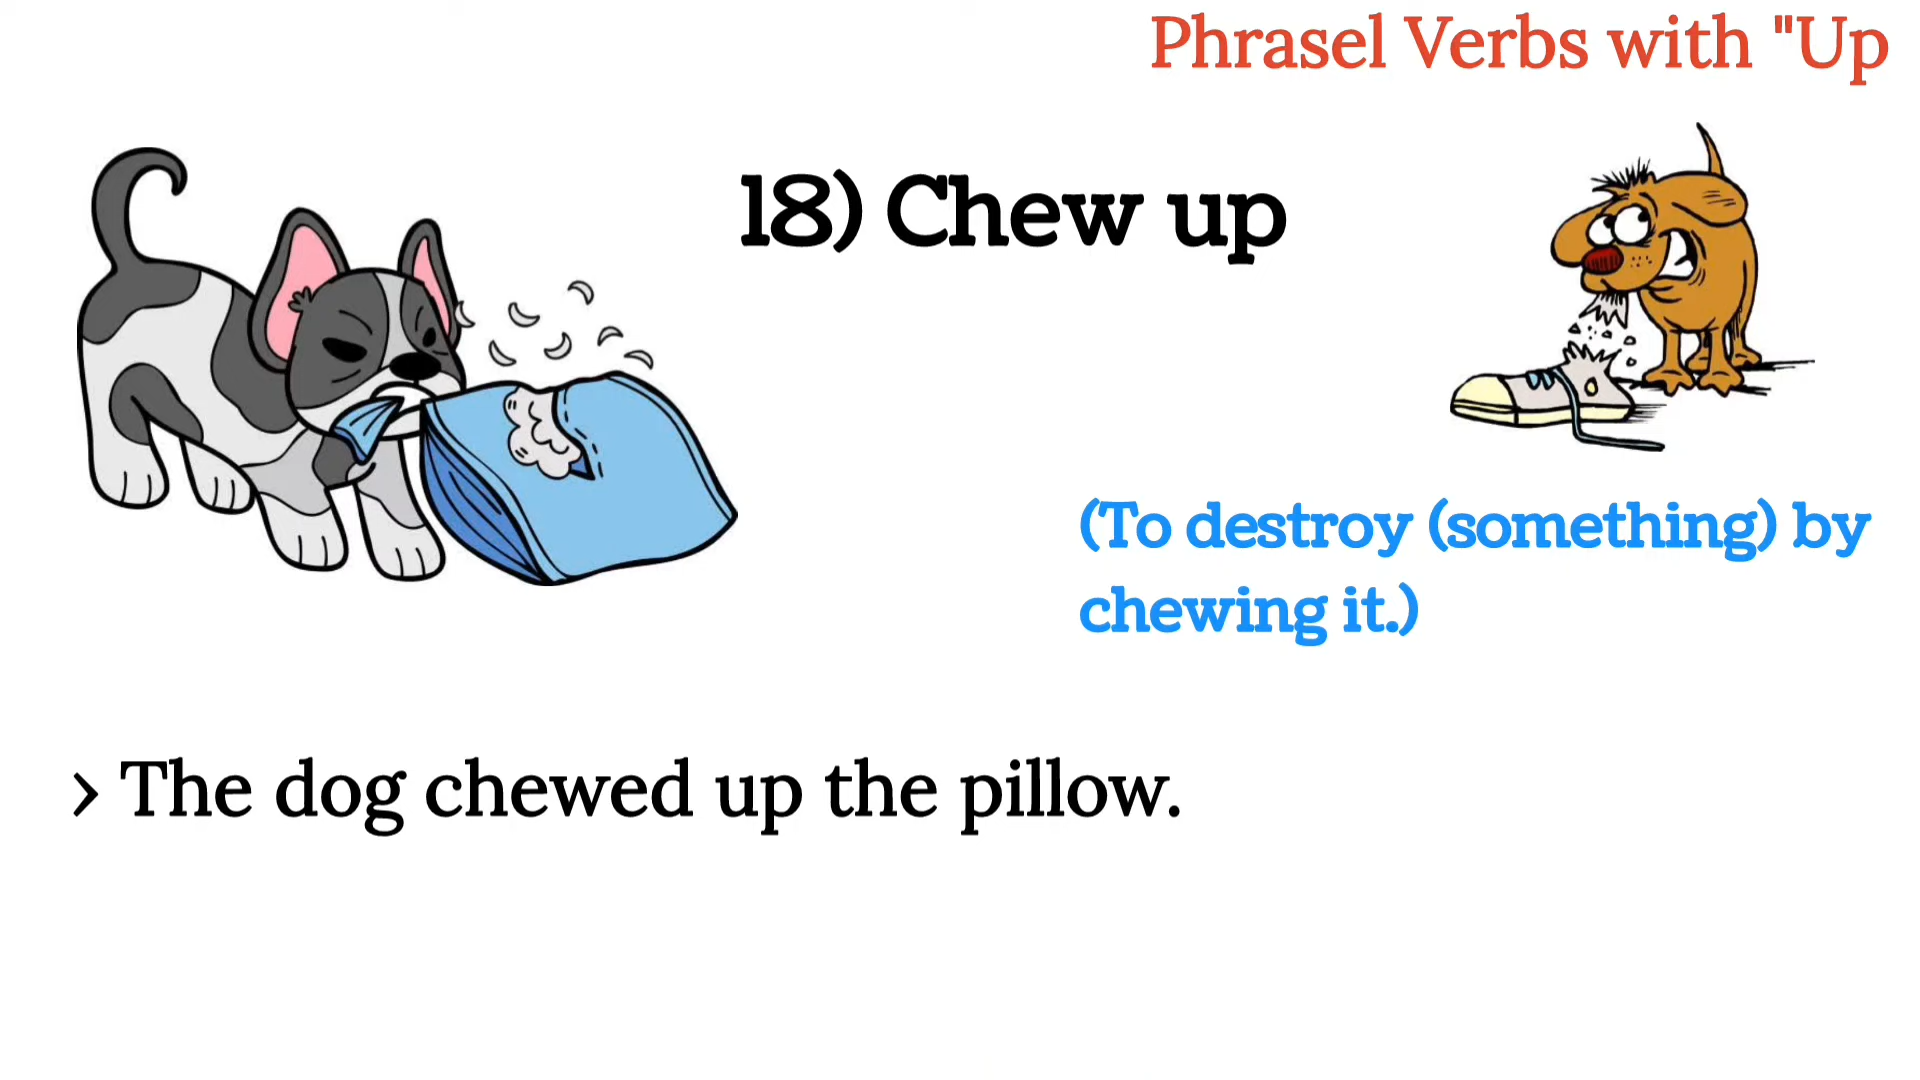 Phrasel Verbs with "Up
18) Chew up
(To destroy (something) by
chewing it.)
› The dog chewed up the pillow.